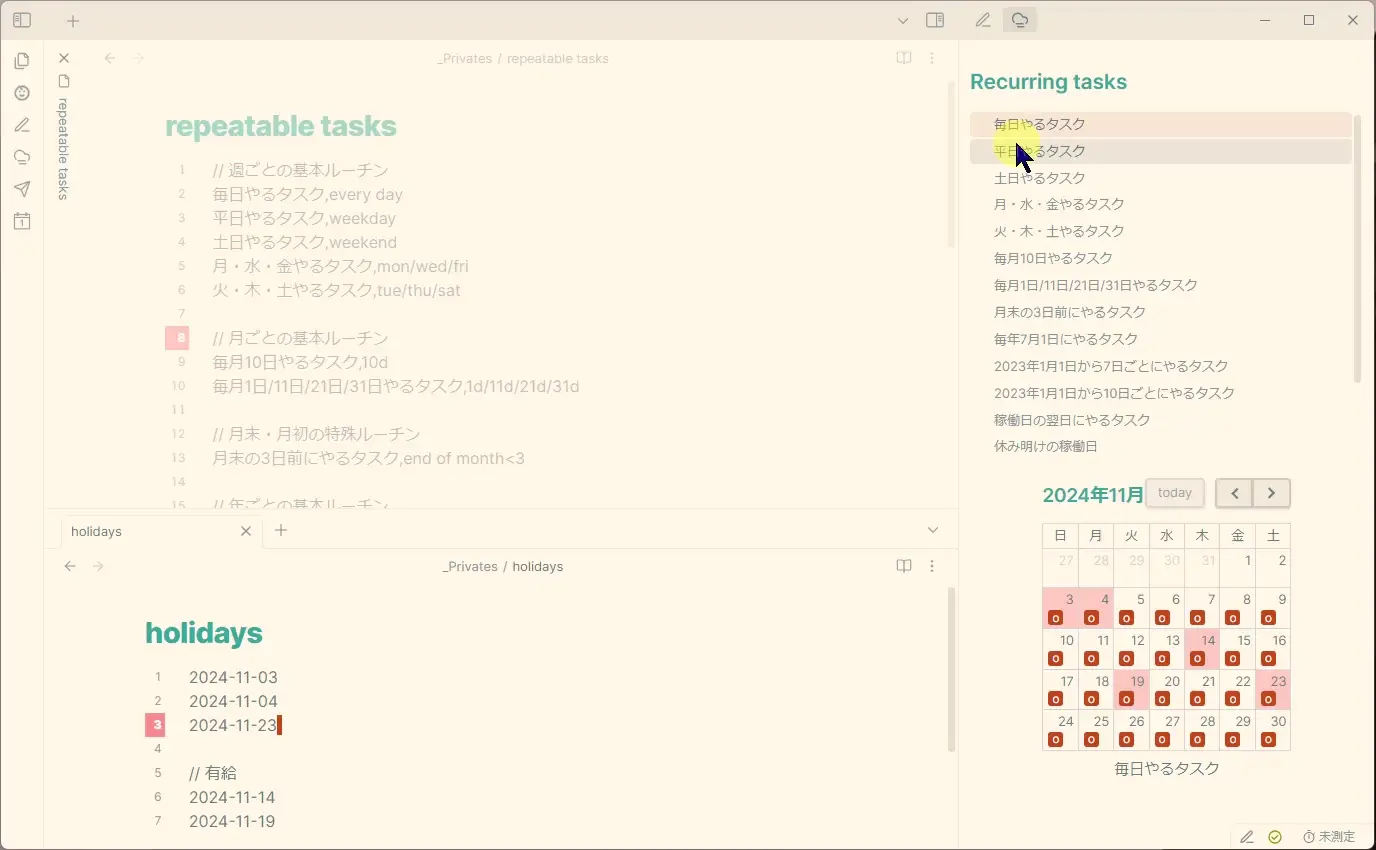 _Privates / repeatable tasks
repeatable tasks
repeatable tasks
1 // 週ごとの基本ルーチン
2 毎日やるタスク,every day
3 平日やるタスク,weekday
4 土日やるタスク,weekend
5 月・水・金やるタスク,mon/wed/fri
6 火・木・土やるタスク,tue/thu/sat
7
8 // 月ごとの基本ルーチン
9 毎月10日やるタスク,10d
10 毎月1日/11日/21日/31日やるタスク,1d/11d/21d/31d
11
12 // 月末・月初の特殊ルーチン
13 月末の3日前にやるタスク,end of month<3
14
15 // 年ごとの基本ルーチン
holidays
_Privates / holidays
holidays
1 2024-11-03
2 2024-11-04
3 2024-11-23
4
5 // 有給
6 2024-11-14
7 2024-11-19
Recurring tasks
毎日やるタスク
平日やるタスク
土日やるタスク
月・水・金やるタスク
火・木・土やるタスク
毎月10日やるタスク
毎月1日/11日/21日/31日やるタスク
月末の3日前にやるタスク
毎年7月1日にやるタスク
2023年1月1日から7日ごとにやるタスク
2023年1月1日から10日ごとにやるタスク
稼働日の翌日にやるタスク
休み明けの稼働日
2024年11月 today
日 月 火 水 木 金 土
27 28 29 30 31 1 2
3 4 5 6 7 8 9
o o o o o o o
10 11 12 13 14 15 16
o o o o o o o
17 18 19 20 21 22 23
o o o o o o o
24 25 26 27 28 29 30
o o o o o o o
毎日やるタスク
未測定